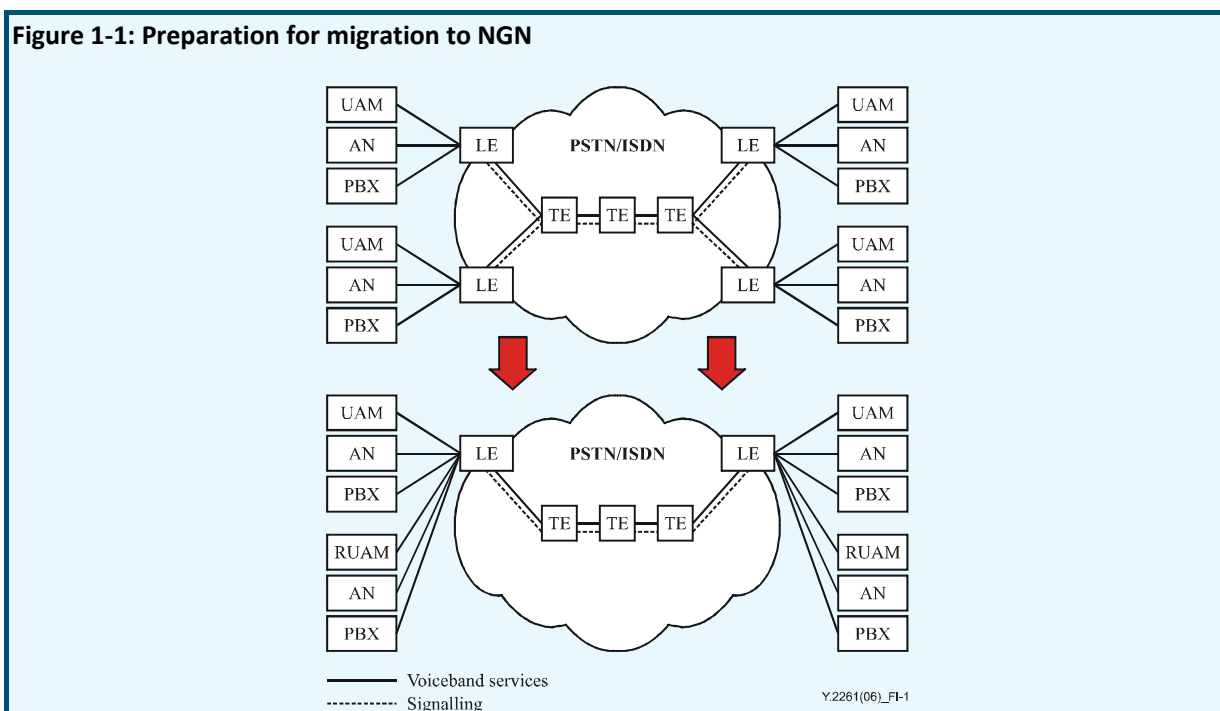 Figure 1-1: Preparation for migration to NGN
UAM
AN
PBX
LE
PSTN/ISDN
LE
UAM
AN
PBX
TE
TE
TE
UAM
AN
PBX
LE
LE
UAM
AN
PBX
UAM
AN
PBX
LE
PSTN/ISDN
LE
UAM
AN
PBX
TE
TE
TE
RUAM
AN
PBX
RUAM
AN
PBX
Voiceband services
Signalling
Y.2261(06)_FI-1